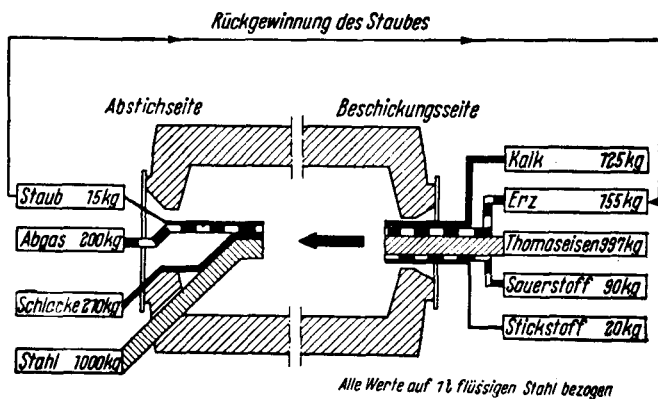 Rückgewinnung des Staubes
Abstichseite
Beschickungsseite
Staub 15kg
Abgas 200kg
Schlacke 210kg
Stahl 1000kg
Kalk 125kg
Erz 155kg
Thomaseisen 997kg
Sauerstoff 90kg
Stickstoff 20kg
Alle Werte auf 1t flüssigen Stahl bezogen